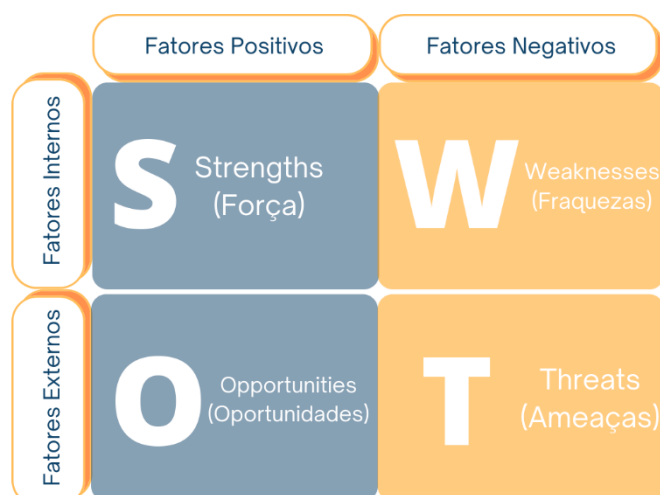 Fatores Positivos
Fatores Negativos
Fatores Internos
S
Strengths
(Força)
W
Weaknesses
(Fraquezas)
Fatores Externos
O
Opportunities
(Oportunidades)
T
Threats
(Ameaças)